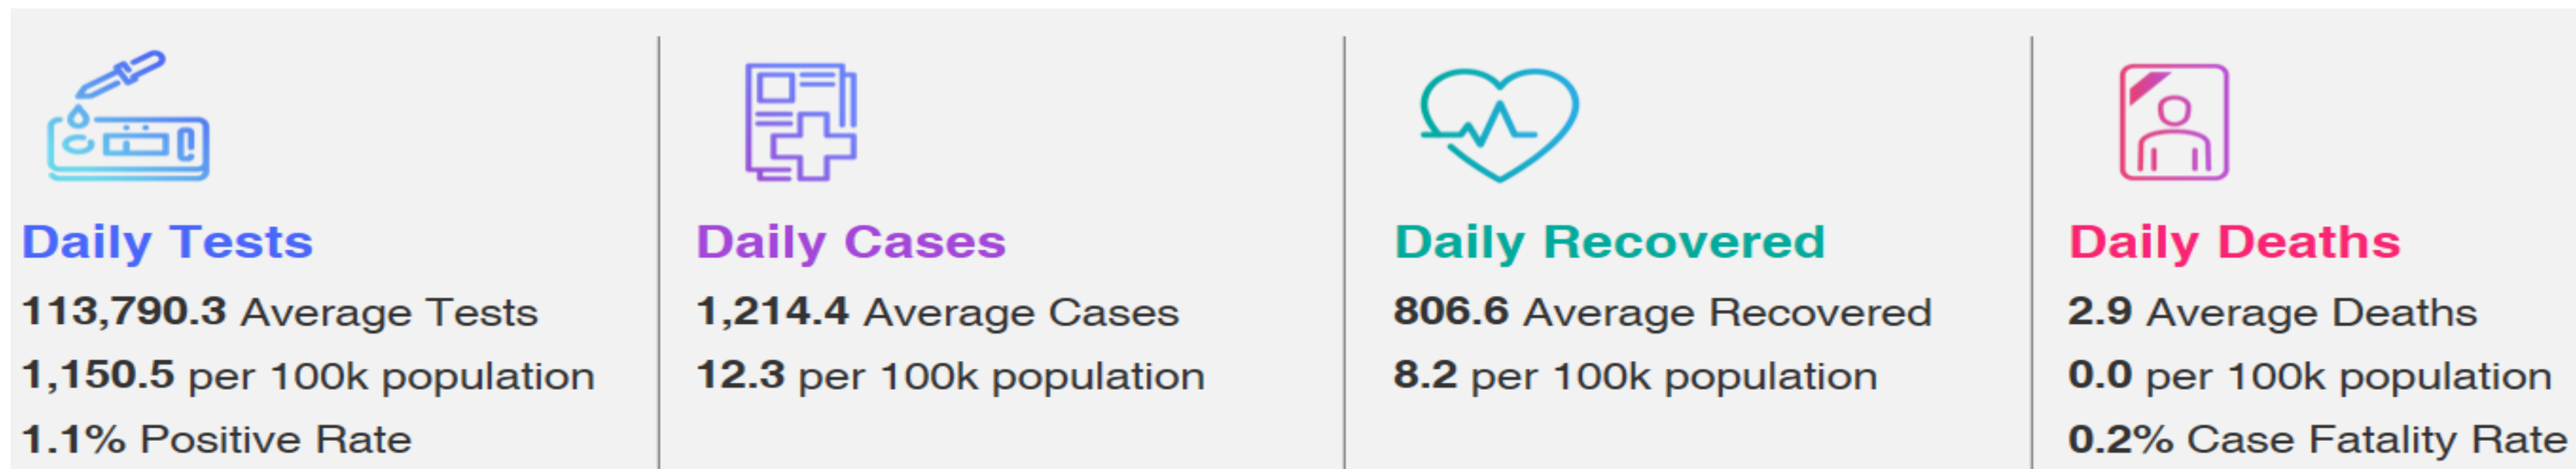 Daily Tests
113,790.3 Average Tests
1,150.5 per 100k population
1.1% Positive Rate
Daily Cases
1,214.4 Average Cases
12.3 per 100k population
Daily Recovered
806.6 Average Recovered
8.2 per 100k population
Daily Deaths
2.9 Average Deaths
0.0 per 100k population
0.2% Case Fatality Rate